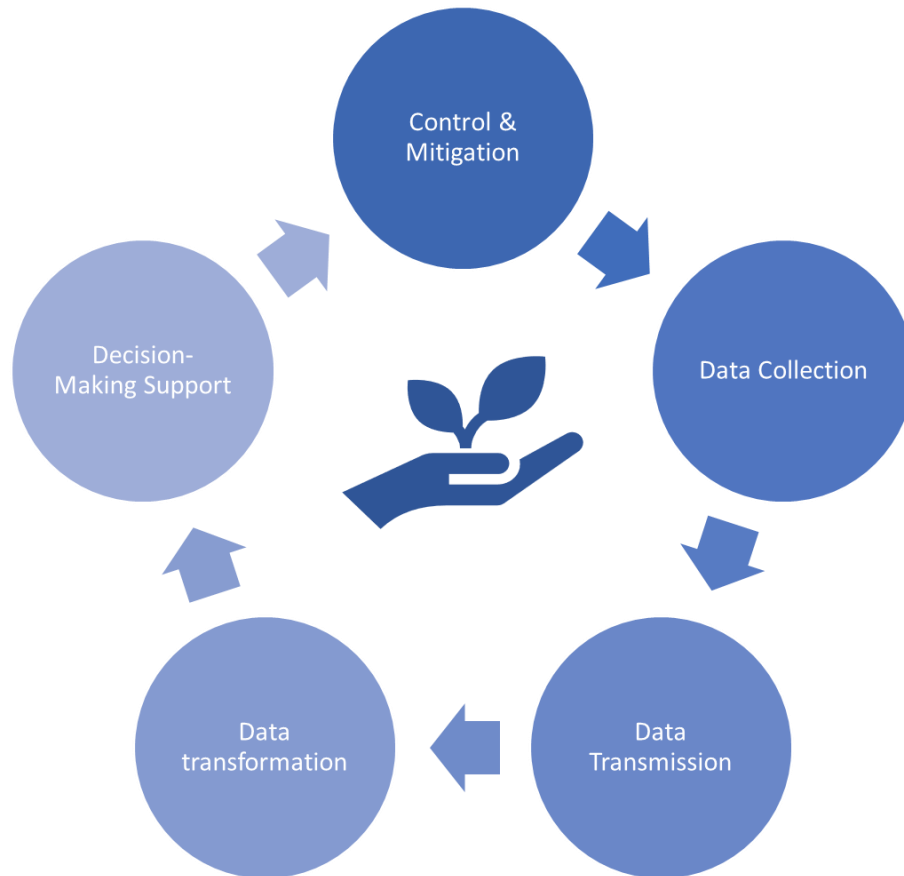 Control &
Mitigation
Data Collection
Data
Transmission
Data
transformation
Decision-
Making Support